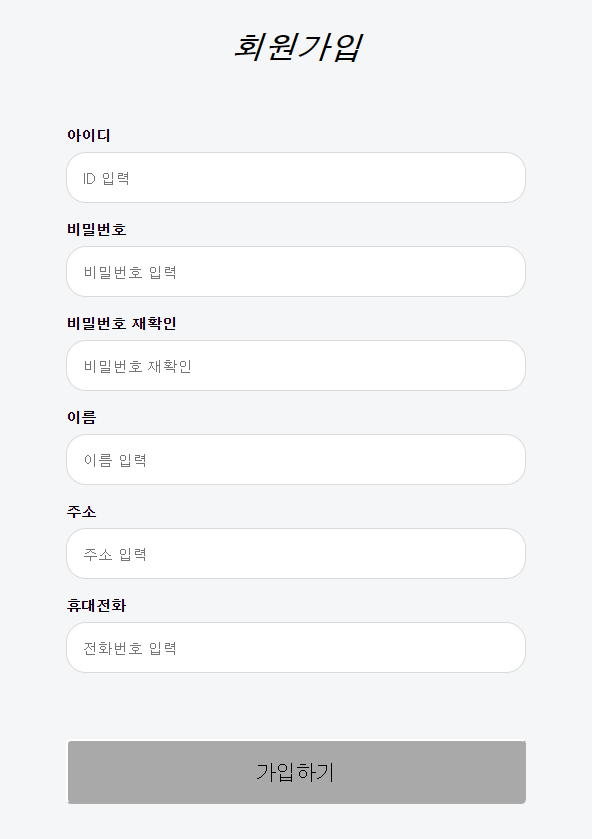 회원가입
아이디
ID 입력
비밀번호
비밀번호 입력
비밀번호 재확인
비밀번호 재확인
이름
이름 입력
주소
주소 입력
휴대전화
전화번호 입력
가입하기